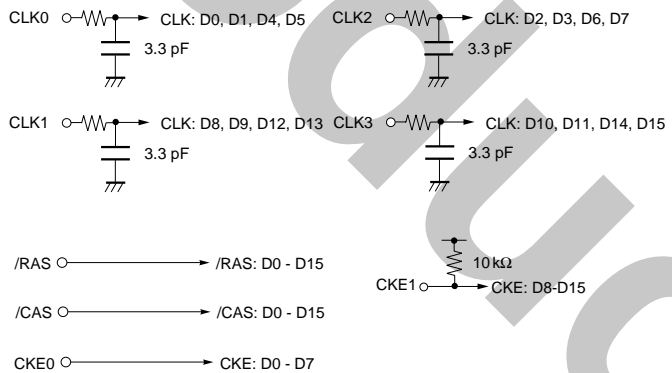 CLK0 CLK: D0, D1, D4, D5
3.3 pF
CLK2 CLK: D2, D3, D6, D7
3.3 pF
CLK1 CLK: D8, D9, D12, D13
3.3 pF
CLK3 CLK: D10, D11, D14, D15
3.3 pF
/RAS /RAS: D0 - D15
/CAS /CAS: D0 - D15
CKE0 CKE: D0 - D7
10 kΩ
CKE1 CKE: D8-D15